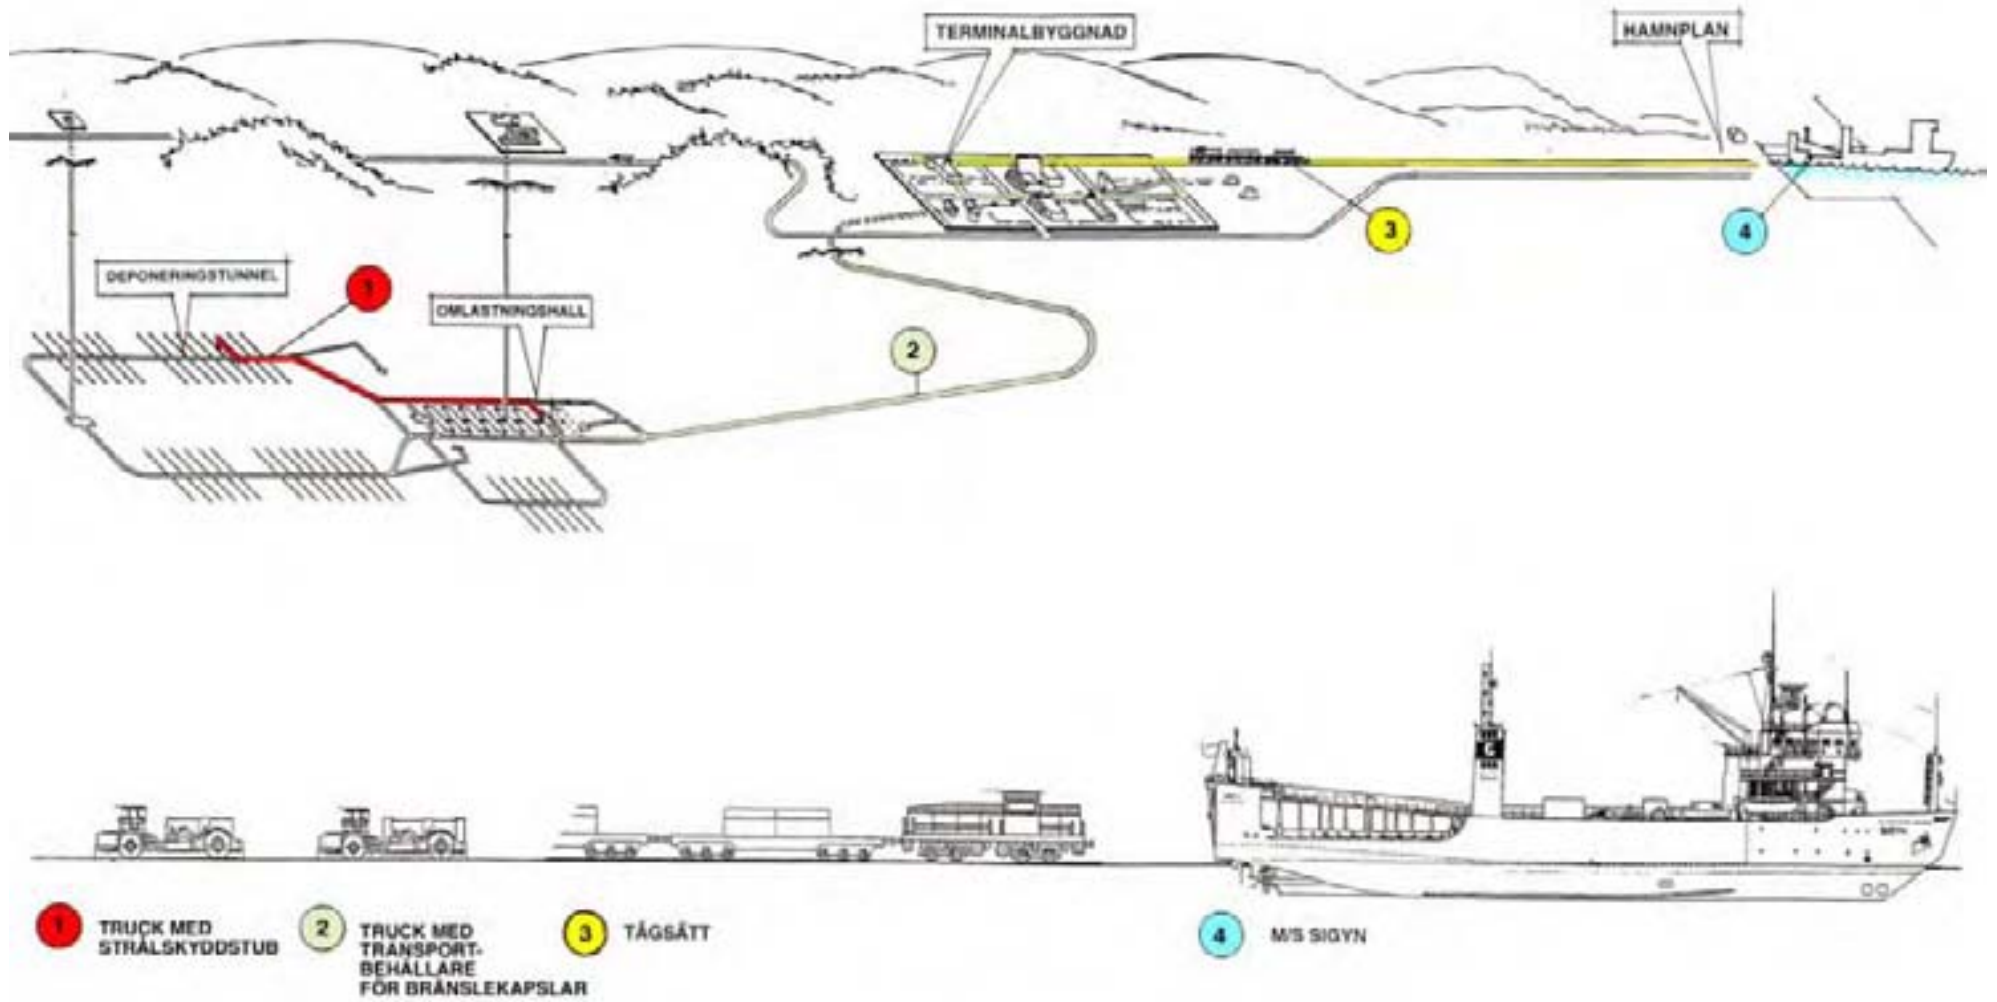 TERMINALBYGGNAD
HAMNPLAN
3
4
DEPONERINGSTUNNEL
1
OMLASTNINGSHALL
2
1
TRUCK MED
STRÅLSKYDDSTUB
2
TRUCK MED
TRANSPORT-
BEHÅLLARE
FÖR BRÄNSLEKAPSLAR
3
TÅGSÄTT
4
M/S SIGYN